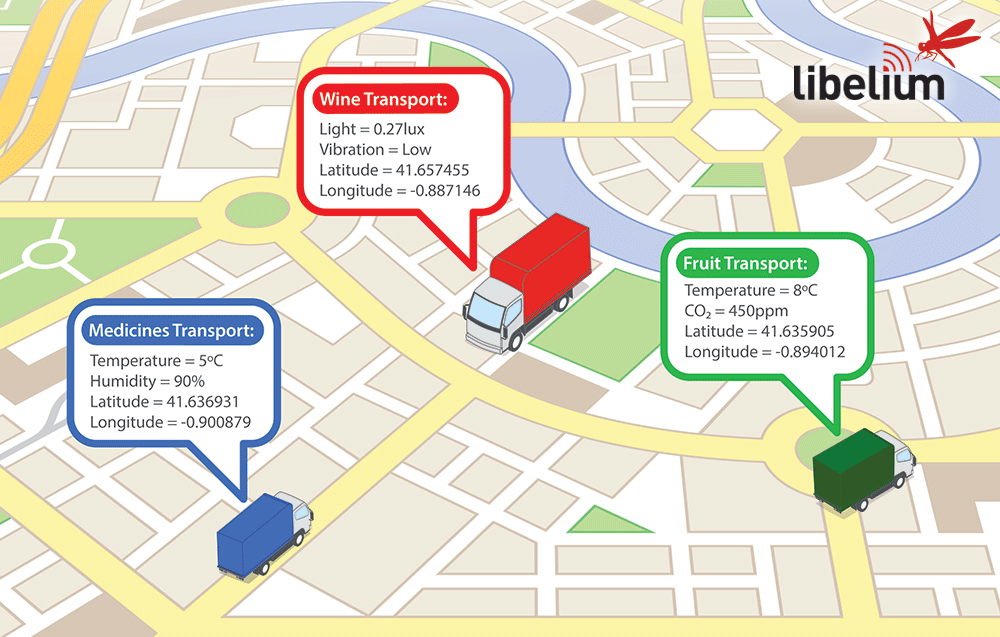 libelium
Wine Transport:
Light = 0.27lux
Vibration = Low
Latitude = 41.657455
Longitude = -0.887146
Fruit Transport:
Temperature = 8ºC
CO₂ = 450ppm
Latitude = 41.635905
Longitude = -0.894012
Medicines Transport:
Temperature = 5ºC
Humidity = 90%
Latitude = 41.636931
Longitude = -0.900879